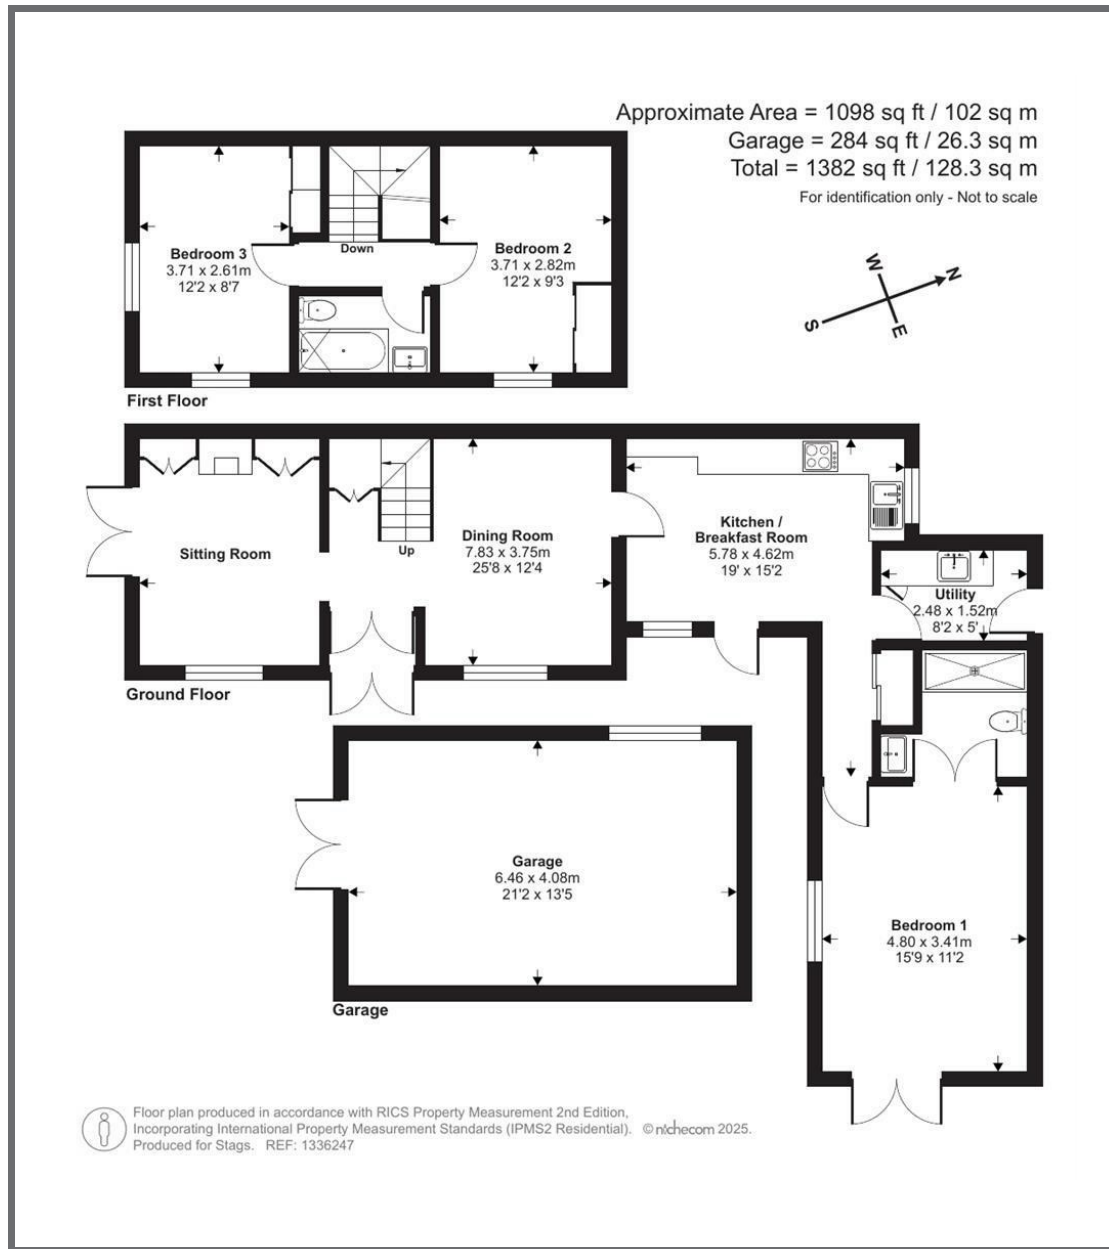 Approximate Area = 1098 sq ft / 102 sq m
Garage = 284 sq ft / 26.3 sq m
Total = 1382 sq ft / 128.3 sq m
For identification only - Not to scale
W
N
S
E
Bedroom 3
3.71 x 2.61m
12'2 x 8'7
Down
Bedroom 2
3.71 x 2.82m
12'2 x 9'3
First Floor
Sitting Room
Up
Dining Room
7.83 x 3.75m
25'8 x 12'4
Kitchen /
Breakfast Room
5.78 x 4.62m
19' x 15'2
Utility
2.48 x 1.52m
8'2 x 5'
Ground Floor
Garage
6.46 x 4.08m
21'2 x 13'5
Bedroom 1
4.80 x 3.41m
15'9 x 11'2
Garage
Floor plan produced in accordance with RICS Property Measurement 2nd Edition,
Incorporating International Property Measurement Standards (IPMS2 Residential). © nichecom 2025.
Produced for Stags. REF: 1336247